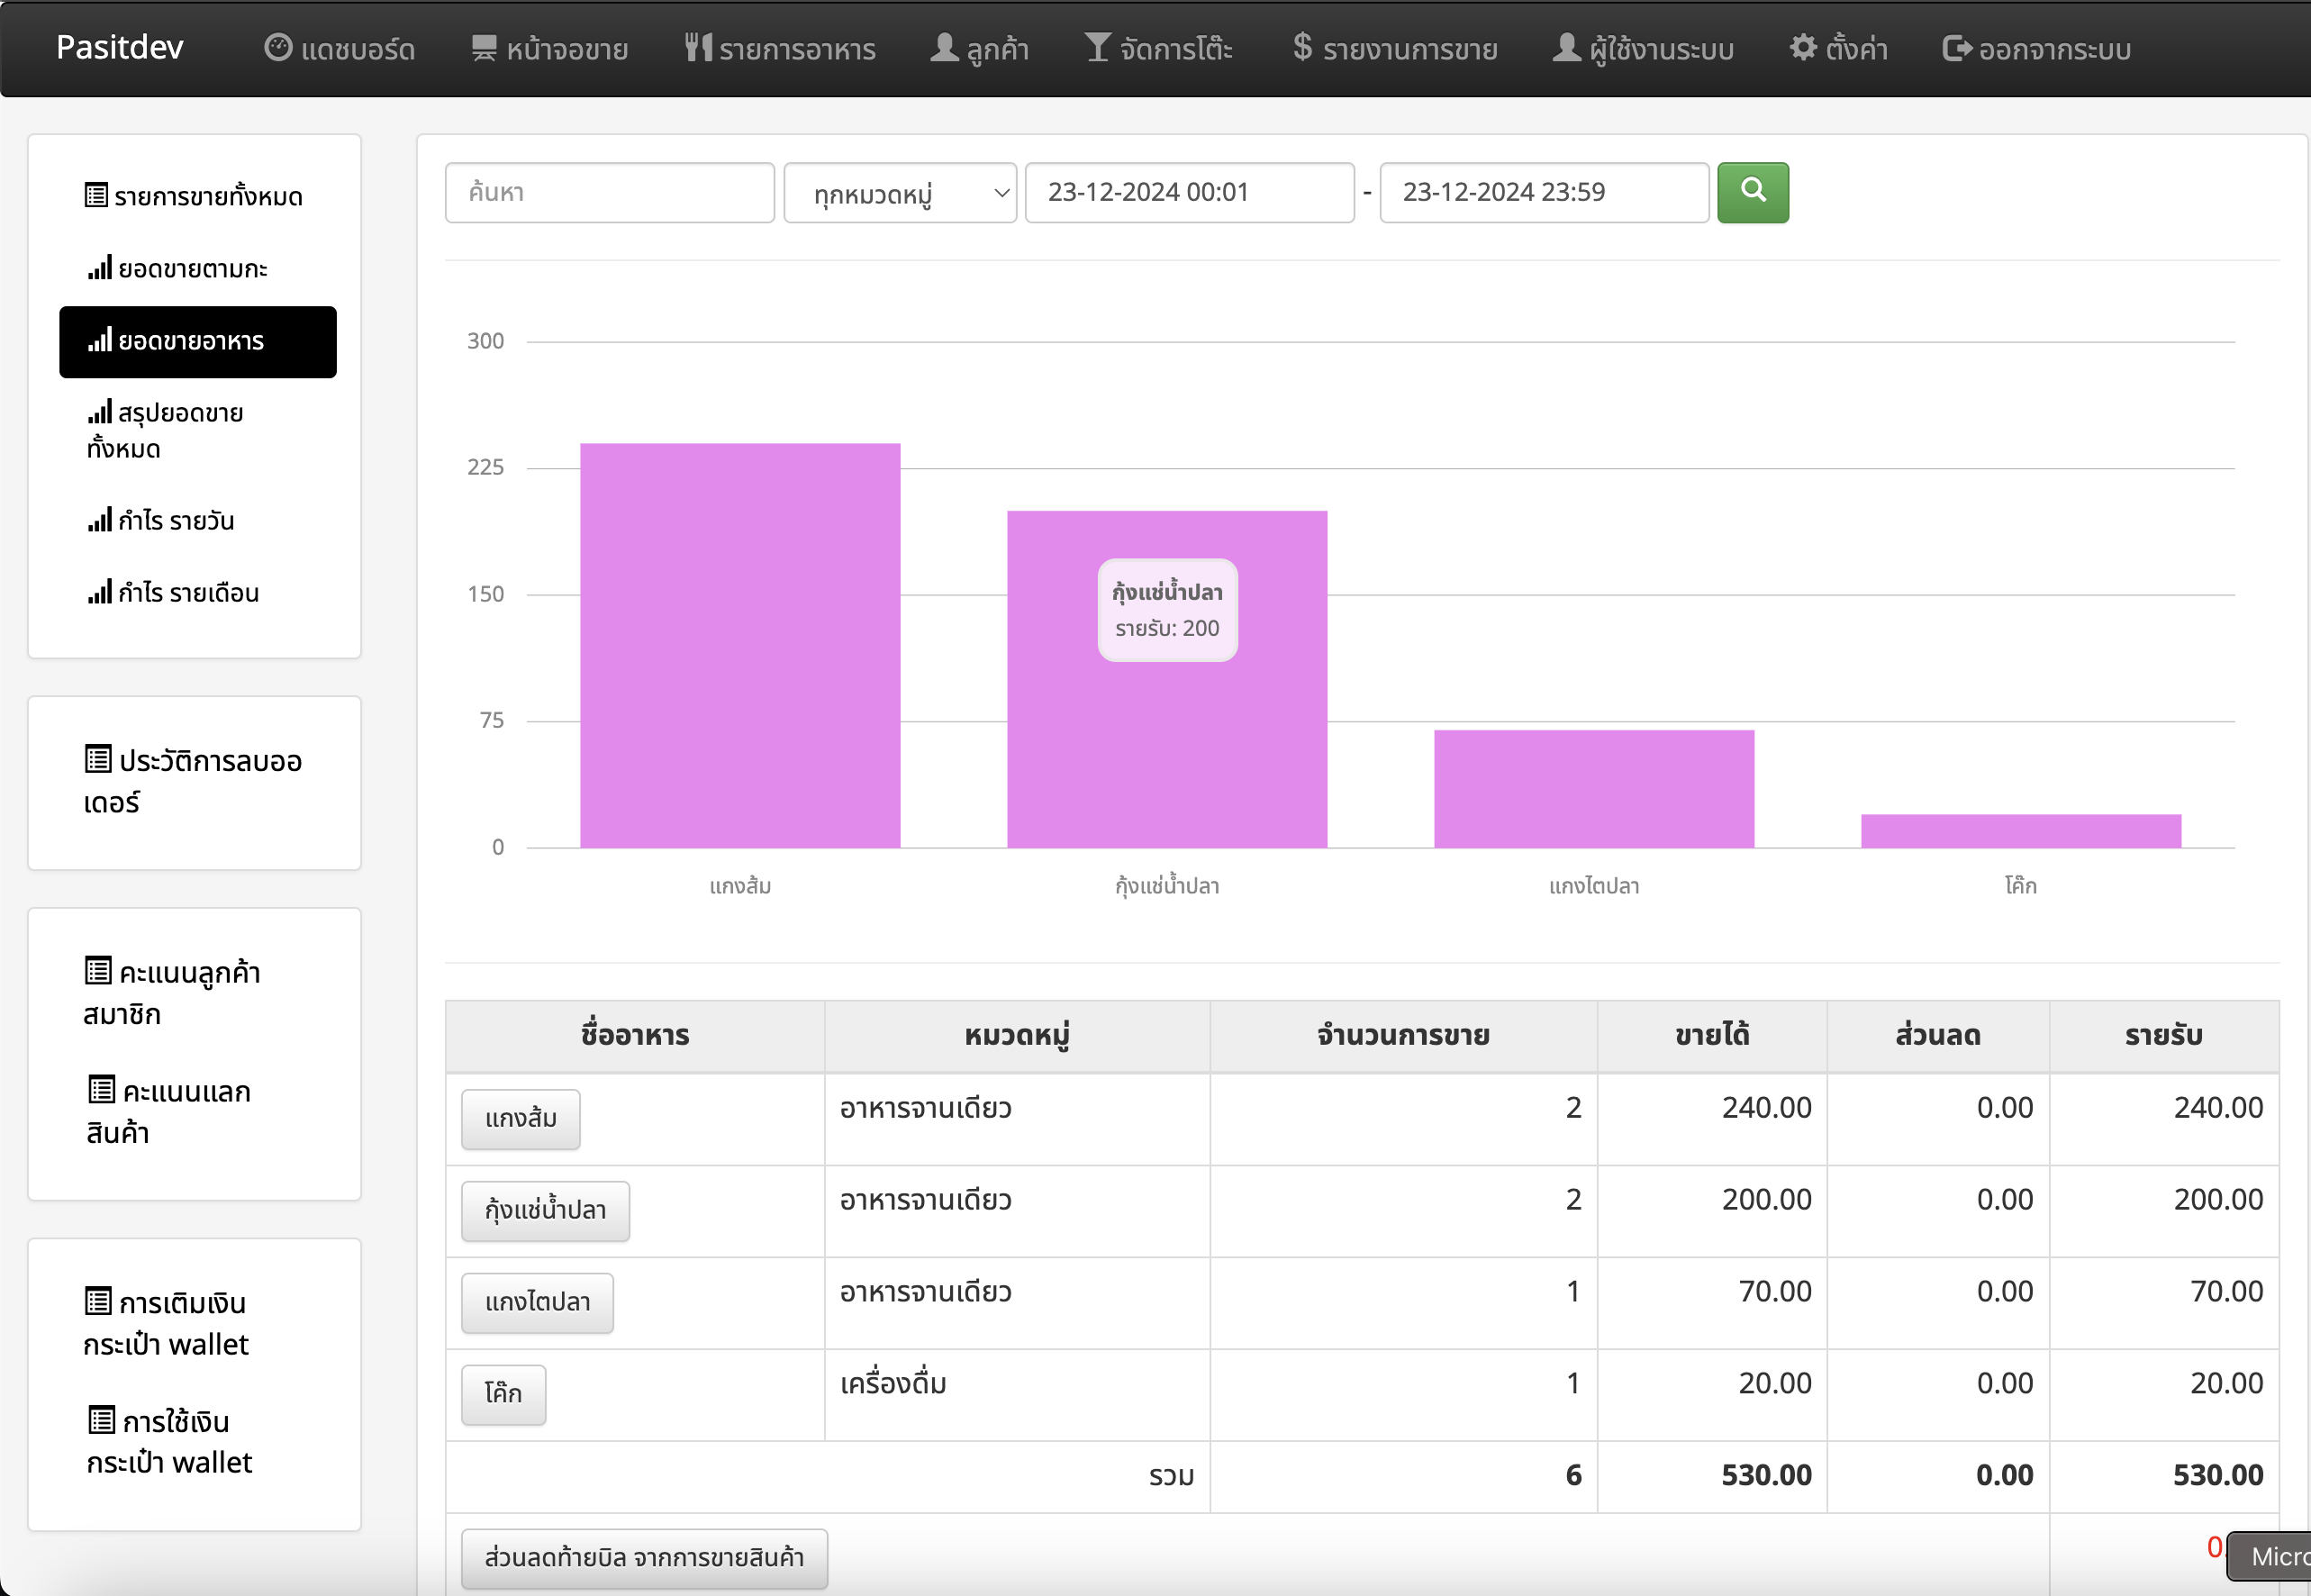 Pasitdev
แดชบอร์ด
หน้าจอขาย
รายการอาหาร
ลูกค้า
จัดการโต๊ะ
$ รายงานการขาย
ผู้ใช้งานระบบ
ตั้งค่า
ออกจากระบบ
รายการขายทั้งหมด
ยอดขายตามกะ
ยอดขายอาหาร
สรุปยอดขาย
ทั้งหมด
กำไร รายวัน
กำไร รายเดือน
ประวัติการลบออ
เดอร์
คะแนนลูกค้า
สมาชิก
คะแนนแลก
สินค้า
การเติมเงิน
กระเป๋า wallet
การใช้เงิน
กระเป๋า wallet
ค้นหา
ทุกหมวดหมู่
23-12-2024 00:01
-
23-12-2024 23:59
300
225
150
75
0
กุ้งแช่น้ำปลา
รายรับ: 200
แกงส้ม
กุ้งแช่น้ำปลา
แกงไตปลา
โค๊ก
ชื่ออาหาร หมวดหมู่ จำนวนการขาย ขายได้ ส่วนลด รายรับ
แกงส้ม อาหารจานเดียว 2 240.00 0.00 240.00
กุ้งแช่น้ำปลา อาหารจานเดียว 2 200.00 0.00 200.00
แกงไตปลา อาหารจานเดียว 1 70.00 0.00 70.00
โค๊ก เครื่องดื่ม 1 20.00 0.00 20.00
รวม 6 530.00 0.00 530.00
ส่วนลดท้ายบิล จากการขายสินค้า